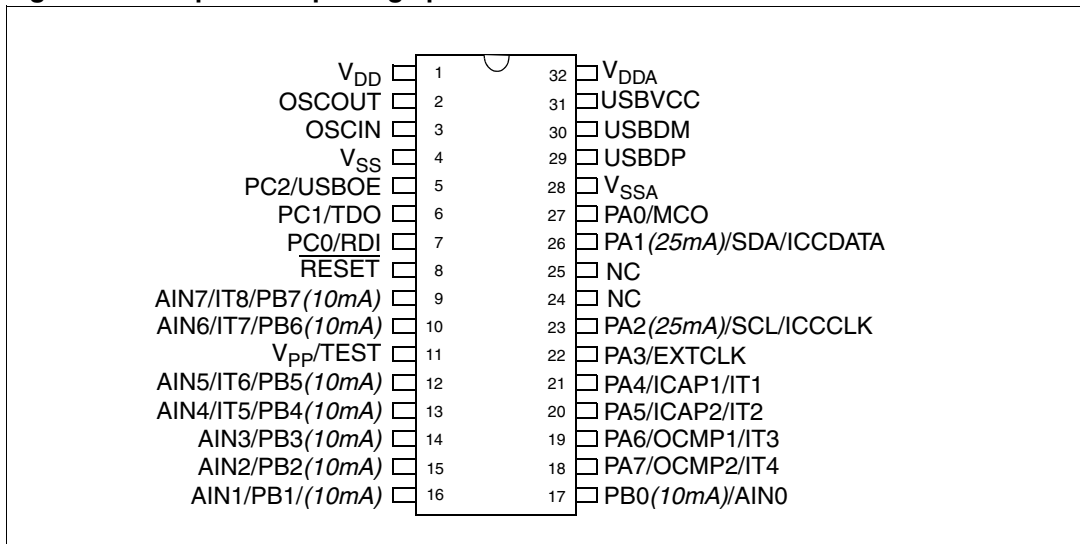 V_DD 1 32 V_DDA
OSCOUT 2 31 USBVCC
OSCIN 3 30 USBDM
V_SS 4 29 USBDP
PC2/USBOE 5 28 V_SSA
PC1/TDO 6 27 PA0/MCO
PC0/RDI 7 26 PA1(25mA)/SDA/ICCDATA
RESET 8 25 NC
AIN7/IT8/PB7(10mA) 9 24 NC
AIN6/IT7/PB6(10mA) 10 23 PA2(25mA)/SCL/ICCCLK
V_PP/TEST 11 22 PA3/EXTCLK
AIN5/IT6/PB5(10mA) 12 21 PA4/ICAP1/IT1
AIN4/IT5/PB4(10mA) 13 20 PA5/ICAP2/IT2
AIN3/PB3(10mA) 14 19 PA6/OCMP1/IT3
AIN2/PB2(10mA) 15 18 PA7/OCMP2/IT4
AIN1/PB1/(10mA) 16 17 PB0(10mA)/AIN0